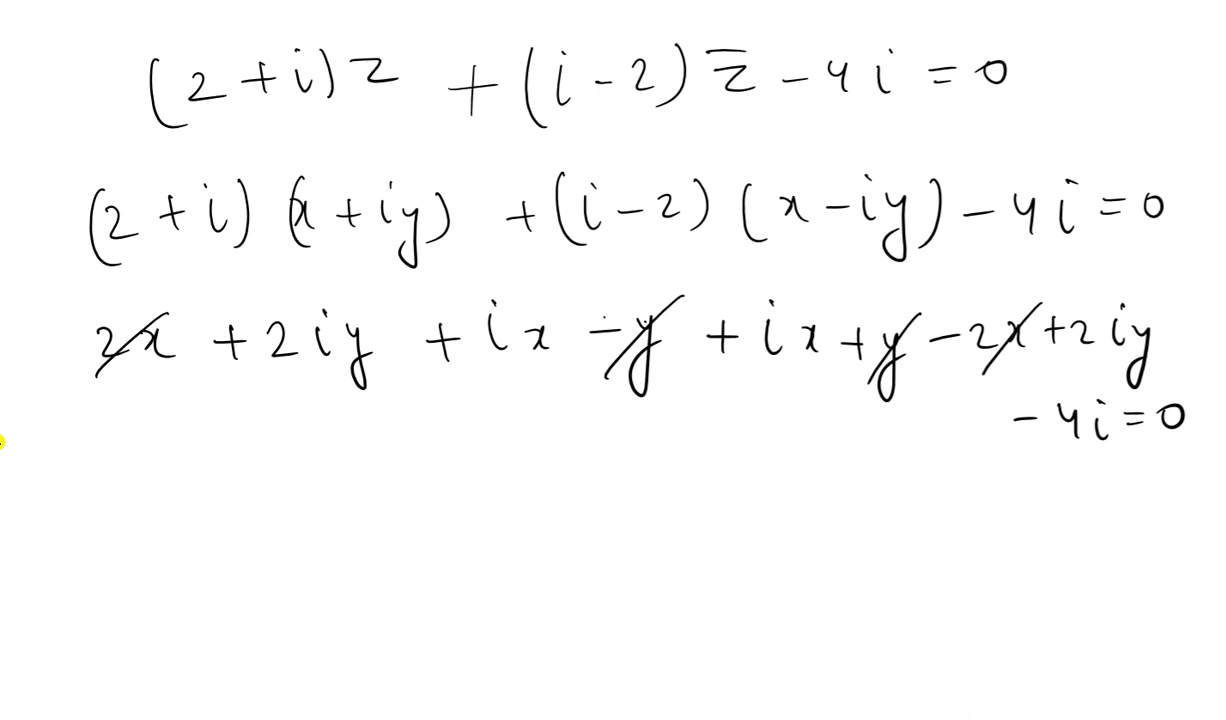 (2+i)z + (i-2)z̅ - 4i = 0
(2+i)(x+iy) + (i-2)(x-iy) - 4i = 0
2x + 2iy + ix - y + ix + y - 2x + 2iy
- 4i = 0